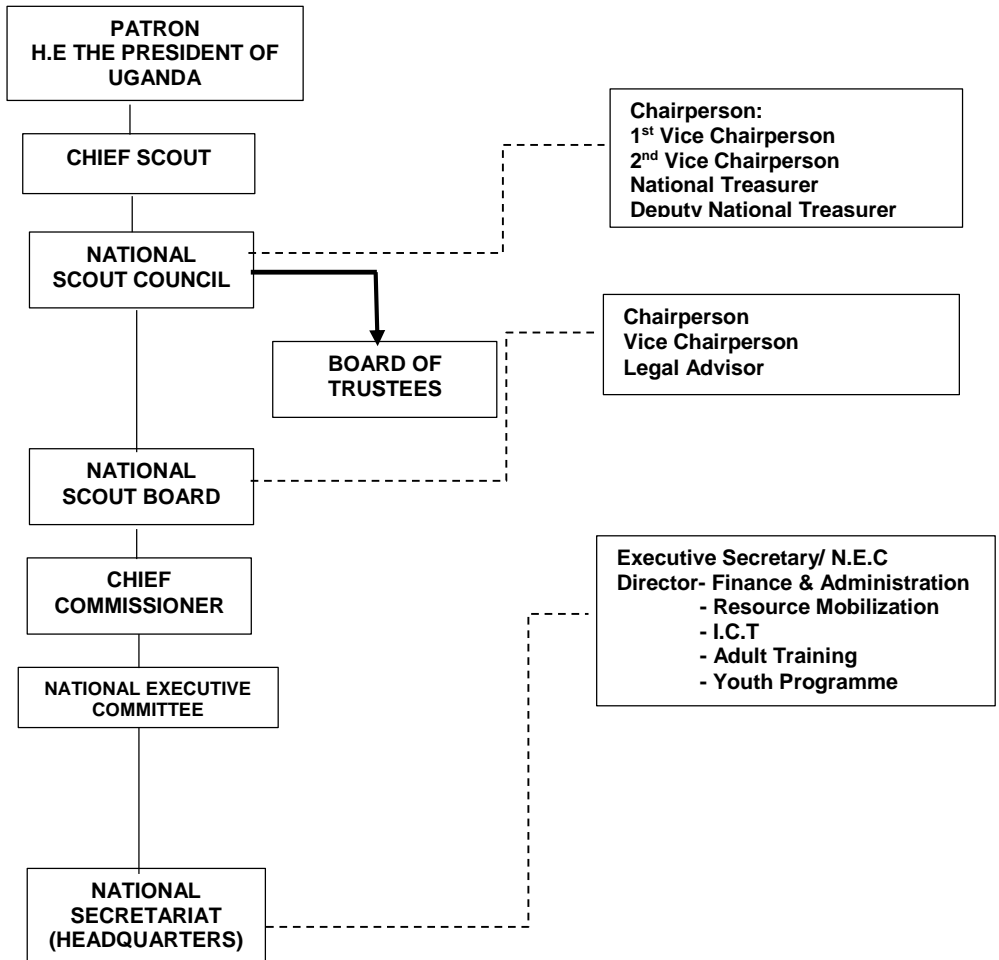 PATRON
H.E THE PRESIDENT OF
UGANDA
CHIEF SCOUT
Chairperson:
1st Vice Chairperson
2nd Vice Chairperson
National Treasurer
Deputy National Treasurer
NATIONAL
SCOUT COUNCIL
BOARD OF
TRUSTEES
Chairperson
Vice Chairperson
Legal Advisor
NATIONAL
SCOUT BOARD
CHIEF
COMMISSIONER
Executive Secretary/ N.E.C
Director- Finance & Administration
- Resource Mobilization
- I.C.T
- Adult Training
- Youth Programme
NATIONAL EXECUTIVE
COMMITTEE
NATIONAL
SECRETARIAT
(HEADQUARTERS)